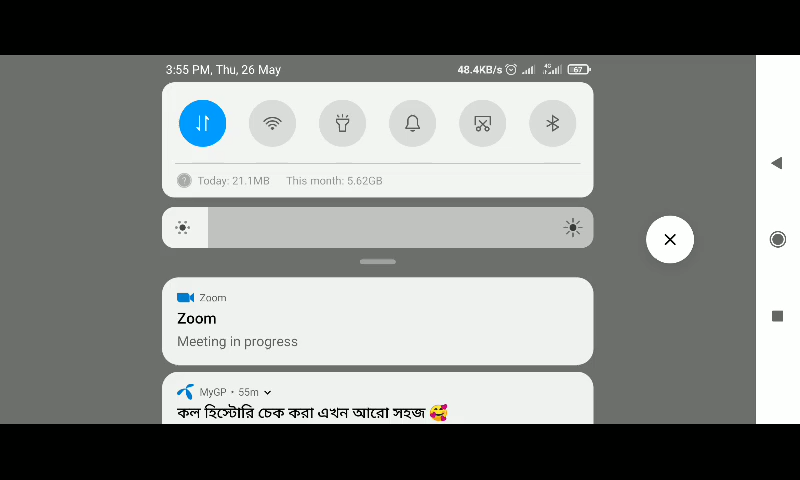 3:55 PM, Thu, 26 May
48.4KB/s 4G 67
Today: 21.1MB This month: 5.62GB
Zoom
Zoom
Meeting in progress
MyGP • 55m
কল হিস্টোরি চেক করা এখন আরো সহজ 🥰